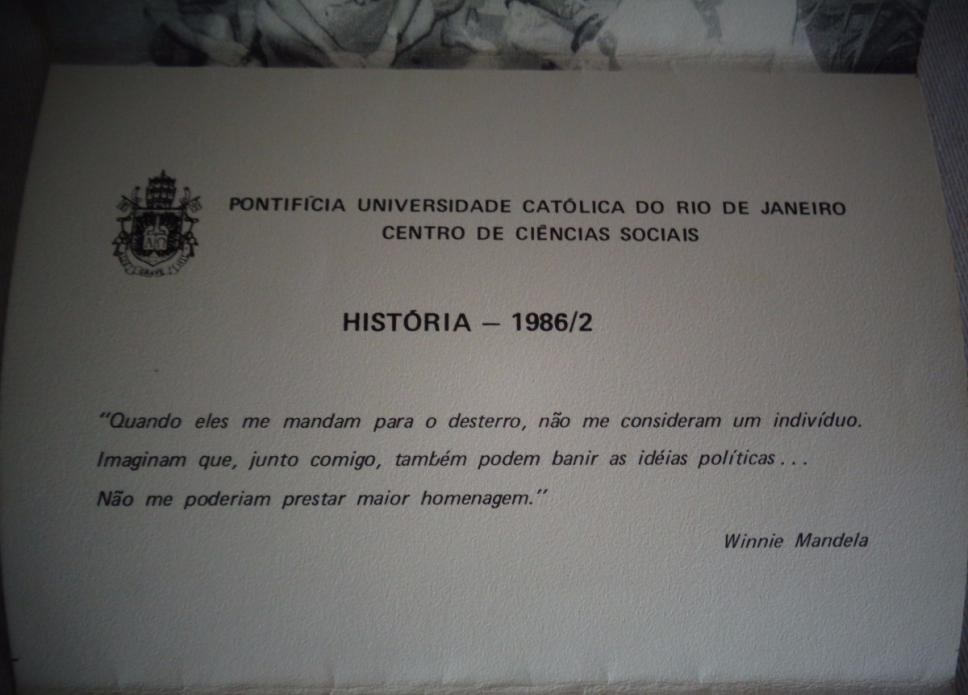 PONTIFÍCIA UNIVERSIDADE CATÓLICA DO RIO DE JANEIRO
CENTRO DE CIÊNCIAS SOCIAIS
HISTÓRIA – 1986/2
“Quando eles me mandam para o desterro, não me consideram um indivíduo.
Imaginam que, junto comigo, também podem banir as idéias políticas...
Não me poderiam prestar maior homenagem.”
Winnie Mandela